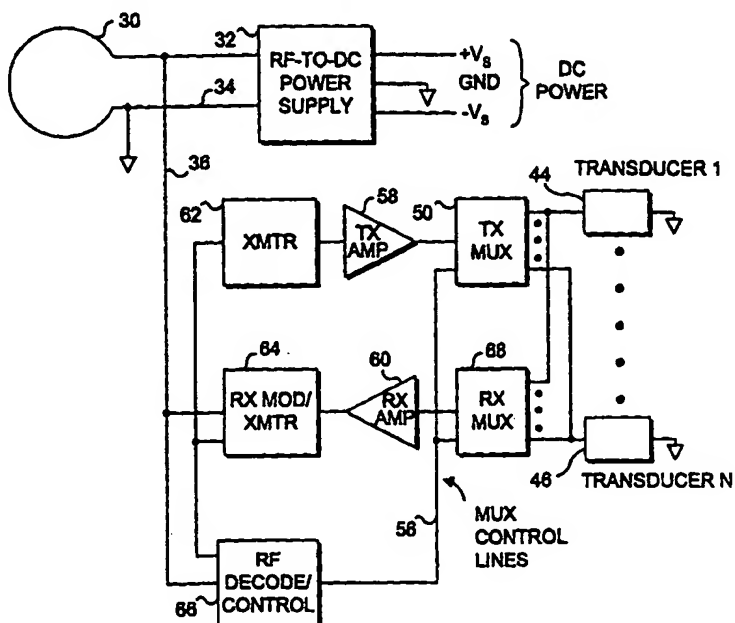 30
32
RF-TO-DC
POWER
SUPPLY
+Vs
GND
-Vs
DC
POWER
34
36
62
XMTR
58
TX
AMP
50
TX
MUX
44
TRANSDUCER 1
64
RX MOD/
XMTR
60
RX
AMP
68
RX
MUX
46
TRANSDUCER N
56
MUX
CONTROL
LINES
RF
DECODE/
CONTROL
66